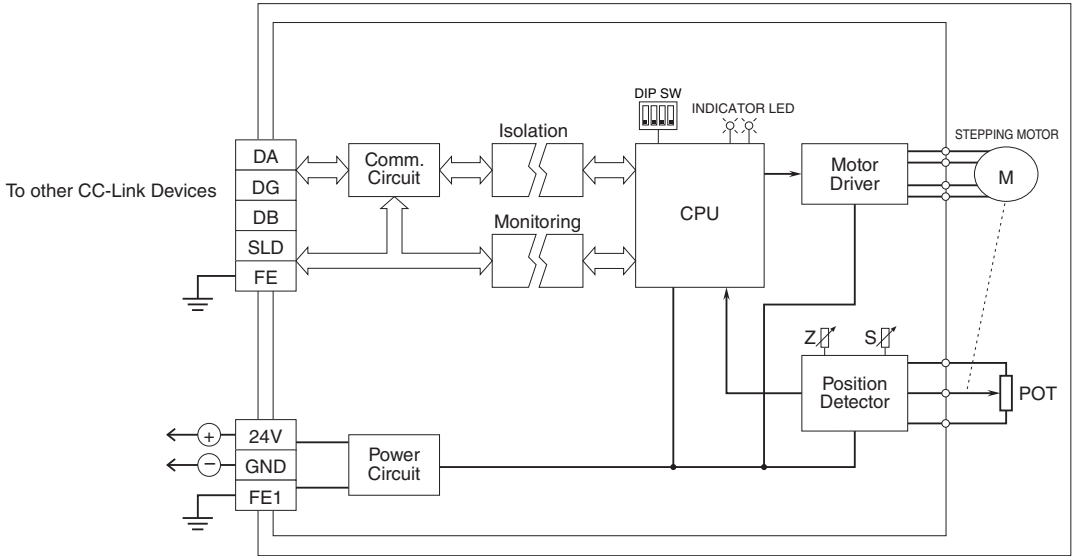 DIP SW
INDICATOR LED
STEPPING MOTOR
Isolation
DA
DG
DB
SLD
FE
Comm.
Circuit
CPU
Motor
Driver
M
To other CC-Link Devices
Monitoring
Z
S
Position
Detector
POT
+
24V
−
GND
FE1
Power
Circuit